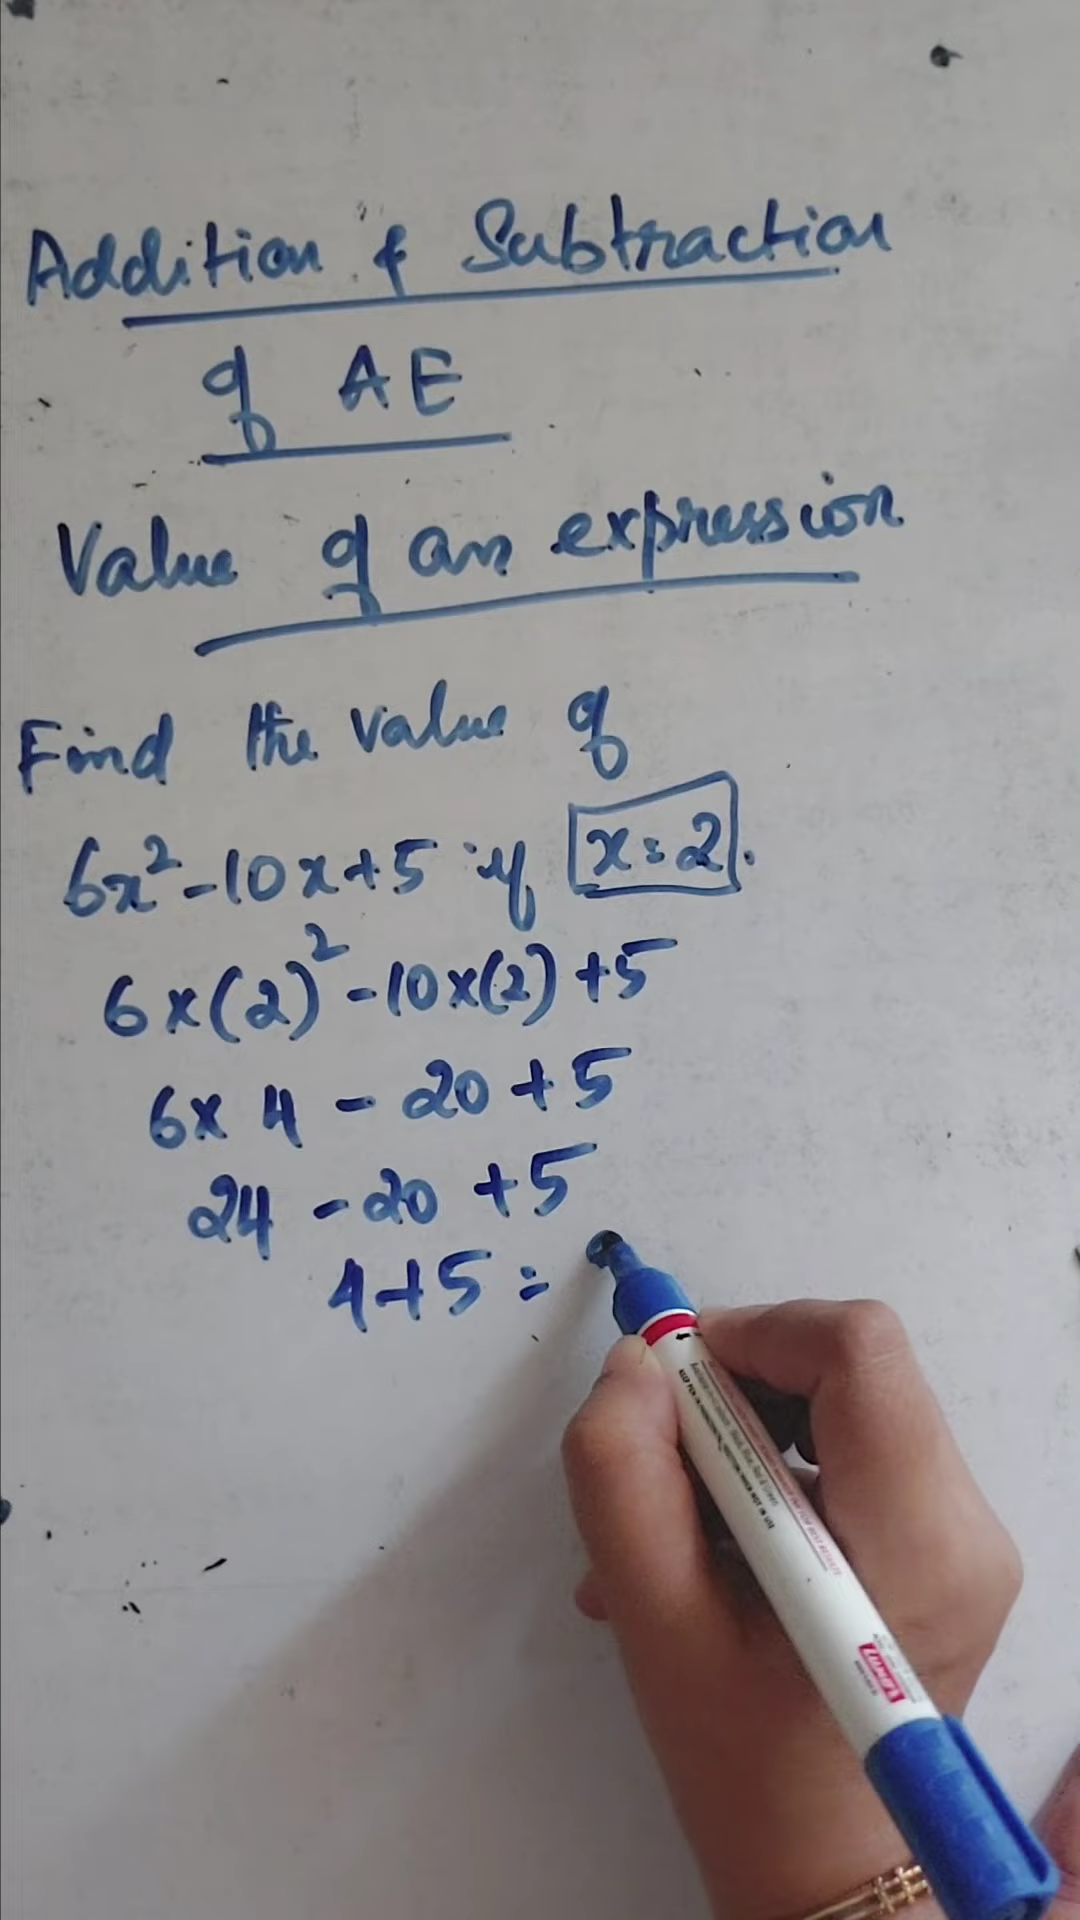 Addition & Subtraction
of AE
Value of an expression
Find the value of
6x²-10x+5 if x=2.
6×(2)²-10×(2)+5
6× 4 - 20 +5
24 - 20 +5
4+5 =
LUXOR